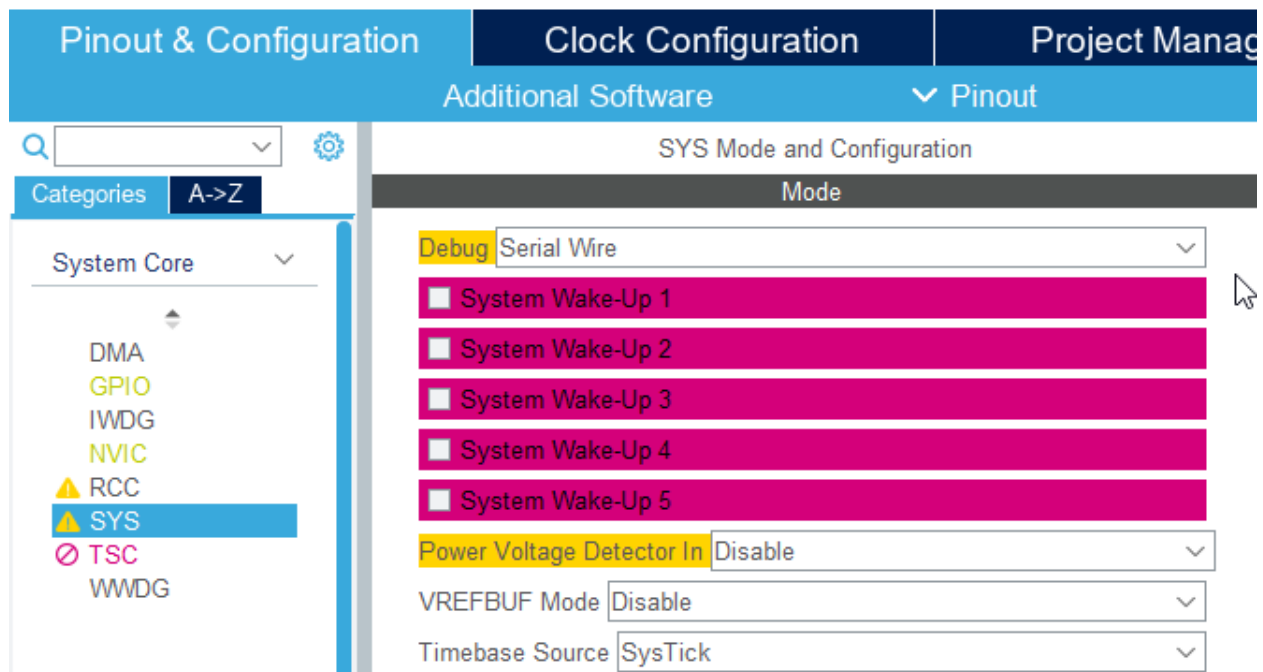 Pinout & Configuration
Clock Configuration
Project Manag
Additional Software
Pinout
SYS Mode and Configuration
Categories
A->Z
Mode
System Core
DMA
GPIO
IWDG
NVIC
RCC
SYS
TSC
WWDG
Debug Serial Wire
System Wake-Up 1
System Wake-Up 2
System Wake-Up 3
System Wake-Up 4
System Wake-Up 5
Power Voltage Detector In Disable
VREFBUF Mode Disable
Timebase Source SysTick